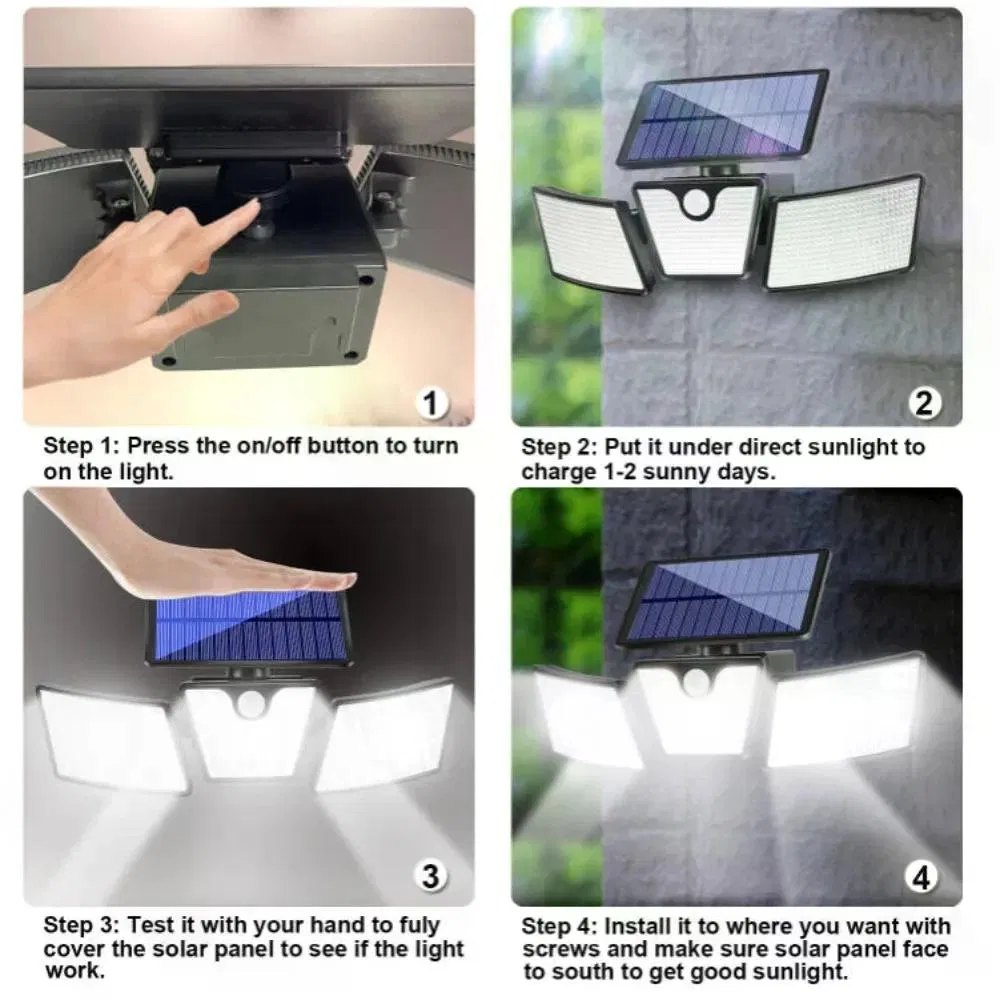 1
2
Step 1: Press the on/off button to turn
on the light.
Step 2: Put it under direct sunlight to
charge 1-2 sunny days.
3
4
Step 3: Test it with your hand to fuly
cover the solar panel to see if the light
work.
Step 4: Install it to where you want with
screws and make sure solar panel face
to south to get good sunlight.